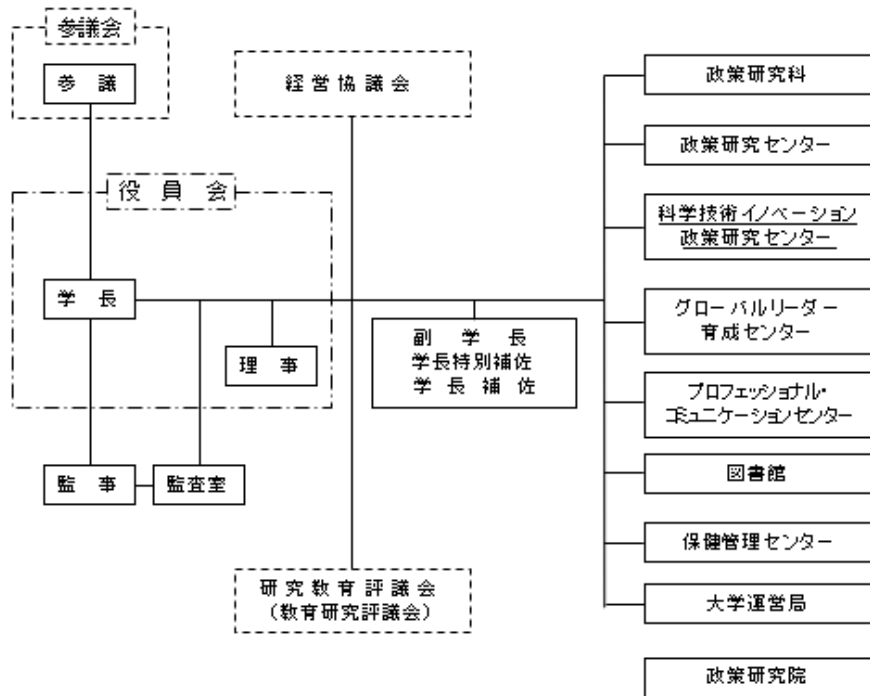 参議会
参議
経営協議会
役員会
学長
理事
監事
監査室
副学長
学長特別補佐
学長補佐
研究教育評議会
(教育研究評議会)
政策研究科
政策研究センター
科学技術イノベーション
政策研究センター
グローバルリーダー
育成センター
プロフェッショナル・
コミュニケーションセンター
図書館
保健管理センター
大学運営局
政策研究院